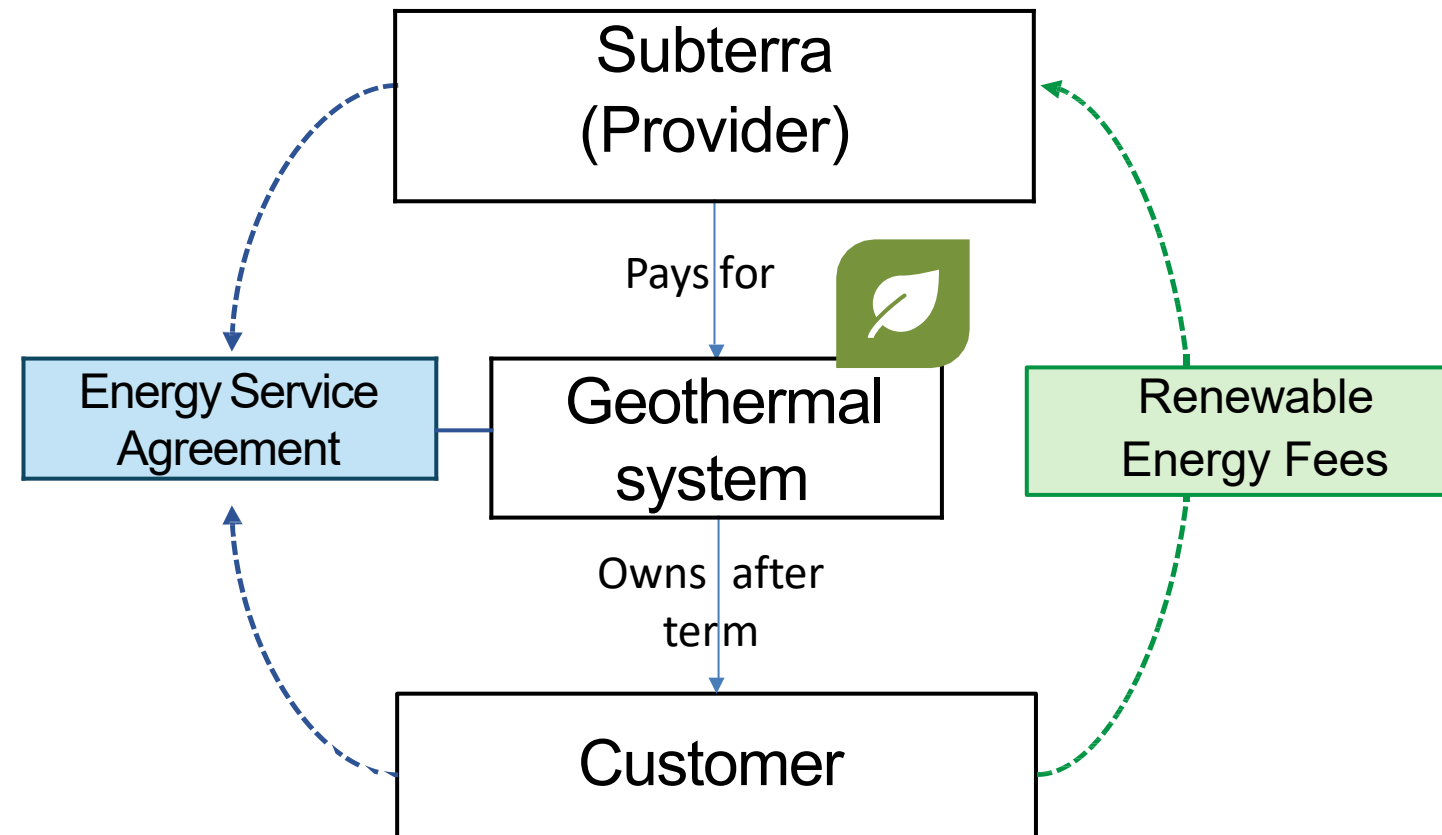 Subterra
(Provider)
Pays for
Energy Service
Agreement
Geothermal
system
Renewable
Energy Fees
Owns after
term
Customer